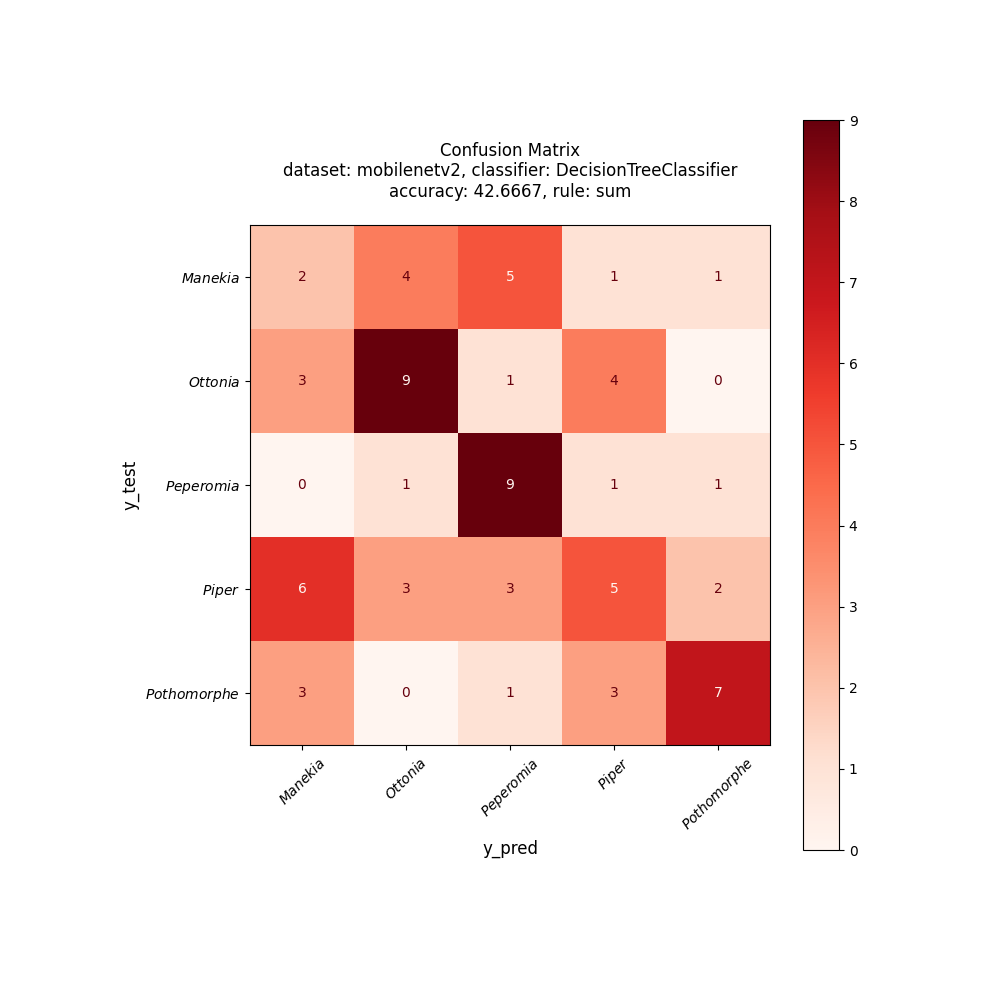 Confusion Matrix
dataset: mobilenetv2, classifier: DecisionTreeClassifier
accuracy: 42.6667, rule: sum
Manekia 2 4 5 1 1
Ottonia 3 9 1 4 0
Peperomia 0 1 9 1 1
Piper 6 3 3 5 2
Pothomorphe 3 0 1 3 7
y_test
Manekia Ottonia Peperomia Piper Pothomorphe
y_pred
9
8
7
6
5
4
3
2
1
0